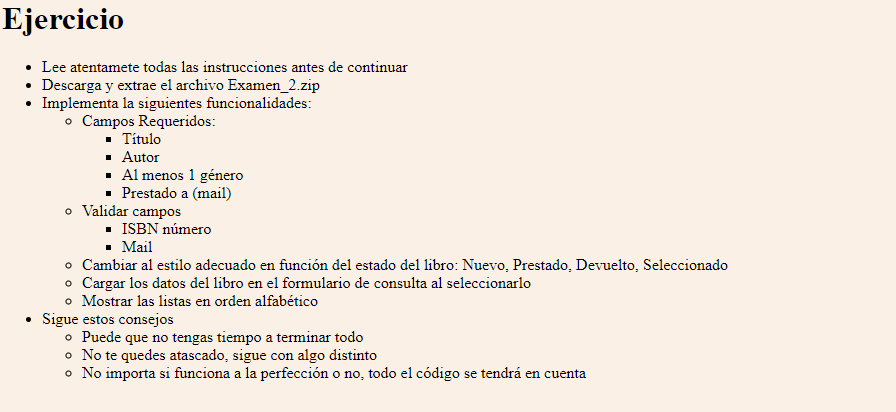 Ejercicio
Lee atentamete todas las instrucciones antes de continuar
Descarga y extrae el archivo Examen_2.zip
Implementa la siguientes funcionalidades:
Campos Requeridos:
Título
Autor
Al menos 1 género
Prestado a (mail)
Validar campos
ISBN número
Mail
Cambiar al estilo adecuado en función del estado del libro: Nuevo, Prestado, Devuelto, Seleccionado
Cargar los datos del libro en el formulario de consulta al seleccionarlo
Mostrar las listas en orden alfabético
Sigue estos consejos
Puede que no tengas tiempo a terminar todo
No te quedes atascado, sigue con algo distinto
No importa si funciona a la perfección o no, todo el código se tendrá en cuenta